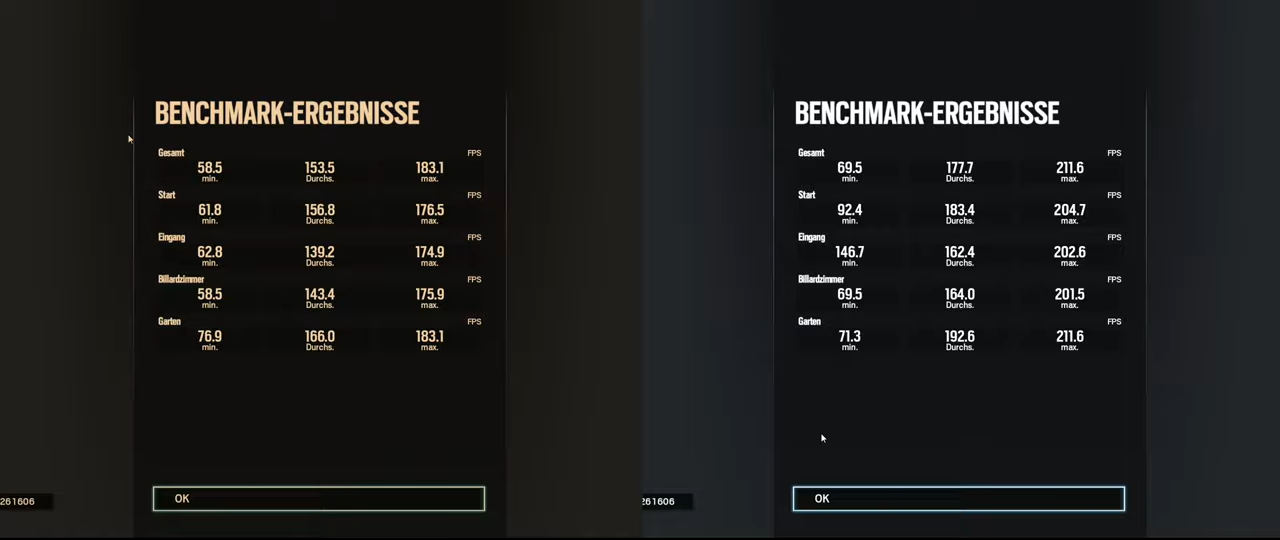 BENCHMARK-ERGEBNISSE
Gesamt FPS
58.5 153.5 183.1
min. Durchs. max.
Start FPS
61.8 156.8 176.5
min. Durchs. max.
Eingang FPS
62.8 139.2 174.9
min. Durchs. max.
Billardzimmer FPS
58.5 143.4 175.9
min. Durchs. max.
Garten FPS
76.9 166.0 183.1
min. Durchs. max.
OK
261606
BENCHMARK-ERGEBNISSE
Gesamt FPS
69.5 177.7 211.6
min. Durchs. max.
Start FPS
92.4 183.4 204.7
min. Durchs. max.
Eingang FPS
146.7 162.4 202.6
min. Durchs. max.
Billardzimmer FPS
69.5 164.0 201.5
min. Durchs. max.
Garten FPS
71.3 192.6 211.6
min. Durchs. max.
OK
261606